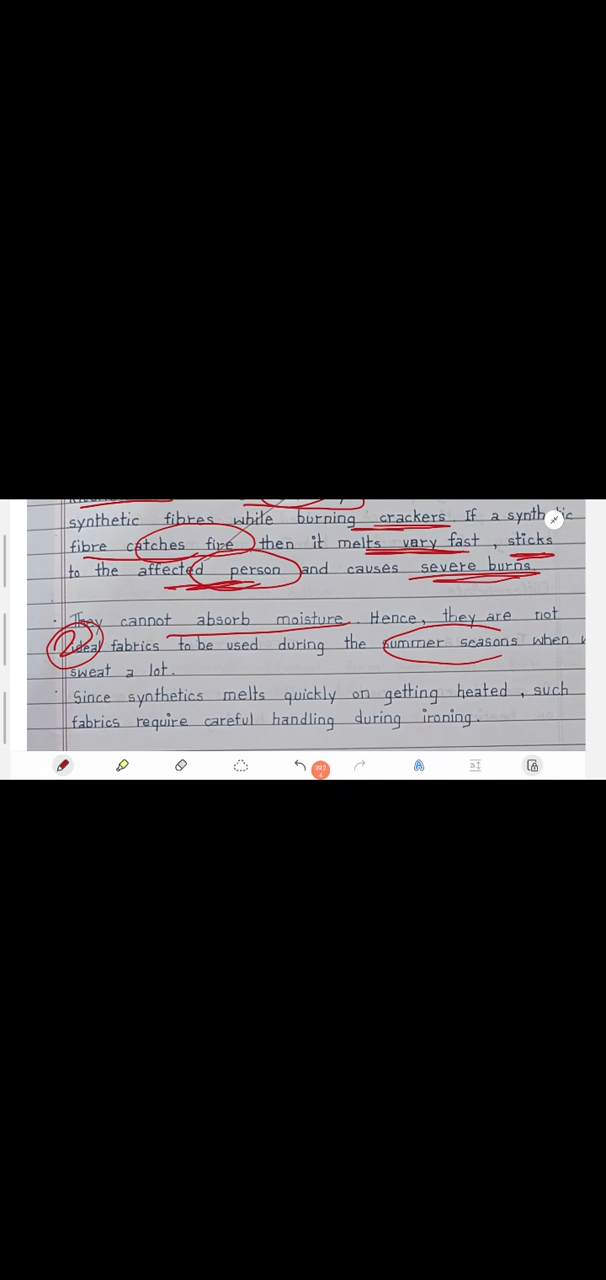 synthetic fibres while burning crackers If a synthetic
fibre catches fire then it melts vary fast , sticks
to the affected person and causes severe burns.
They cannot absorb moisture. Hence, they are not
ideal fabrics to be used during the summer seasons when
sweat a lot.
Since synthetics melts quickly on getting heated , such
fabrics require careful handling during ironing.